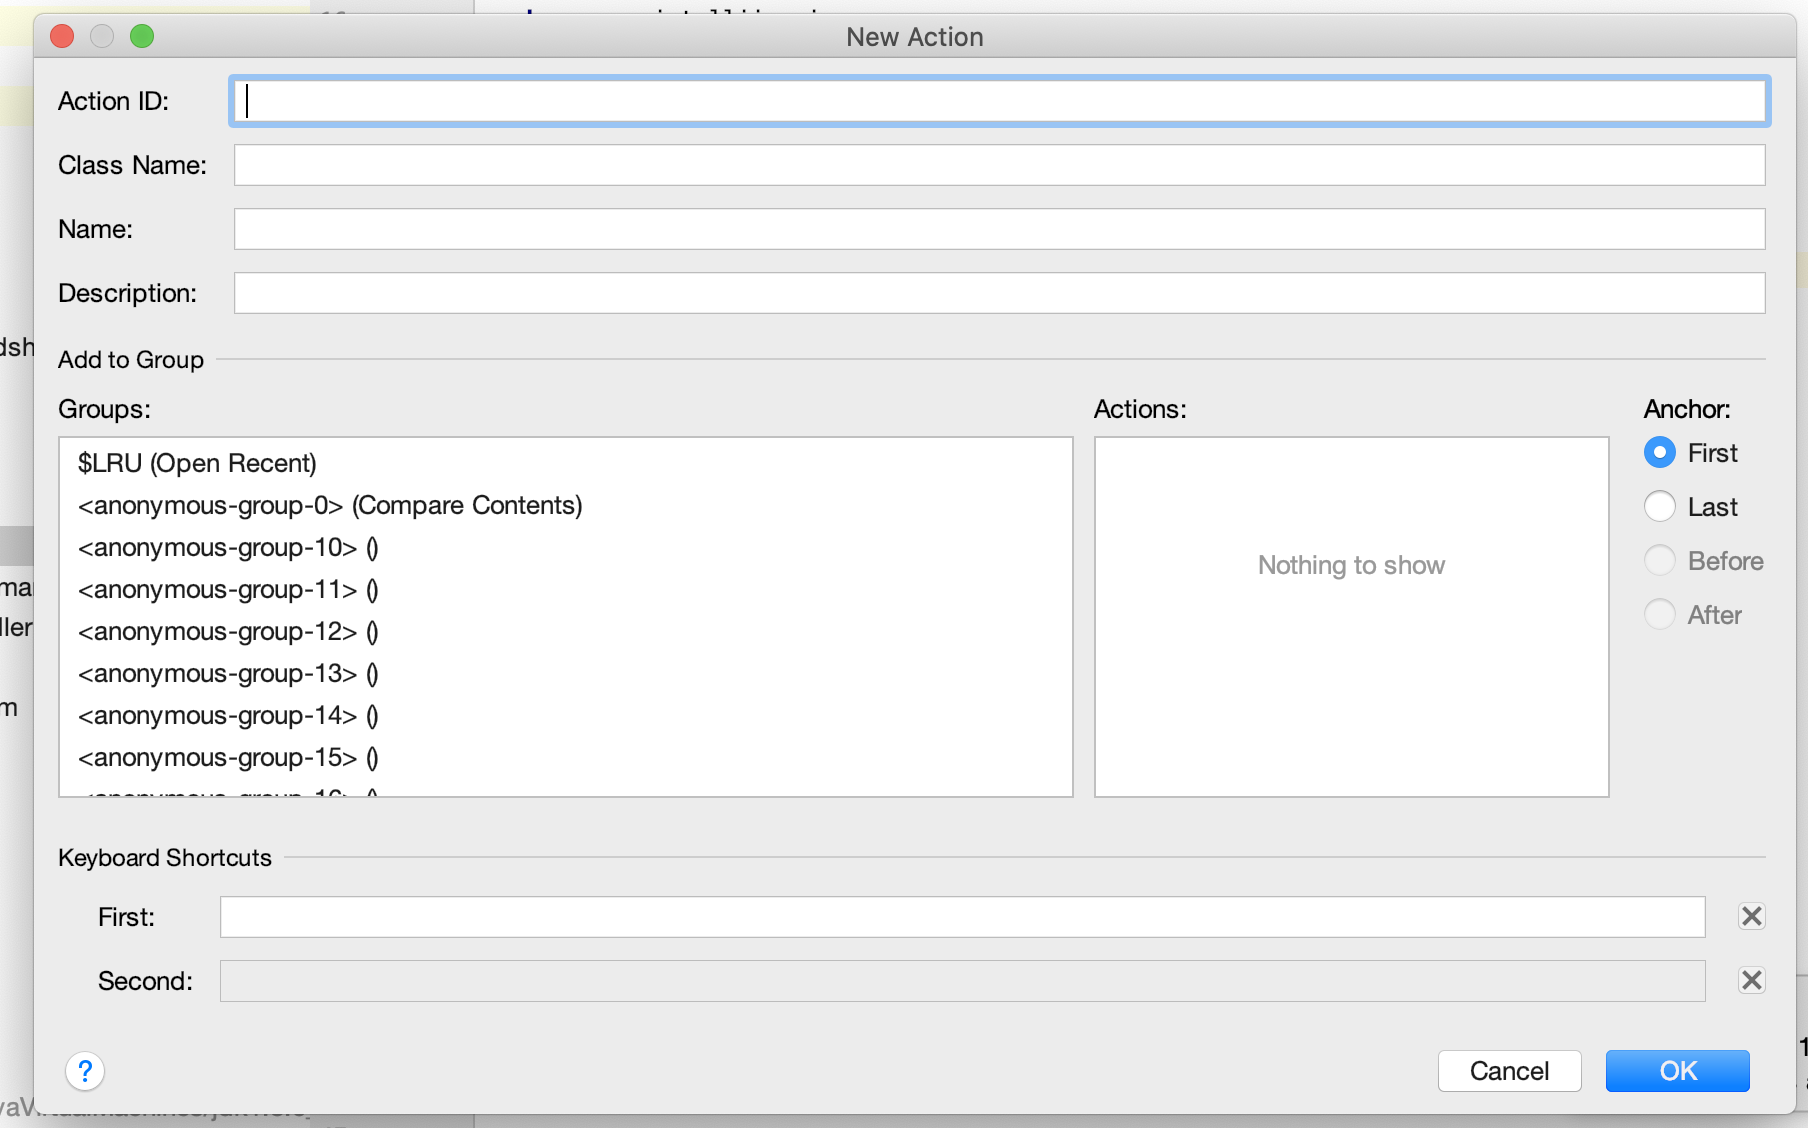 New Action
Action ID:
Class Name:
Name:
Description:
Add to Group
Groups:
$LRU (Open Recent)
<anonymous-group-0> (Compare Contents)
<anonymous-group-10> ()
<anonymous-group-11> ()
<anonymous-group-12> ()
<anonymous-group-13> ()
<anonymous-group-14> ()
<anonymous-group-15> ()
Actions:
Nothing to show
Anchor:
First
Last
Before
After
Keyboard Shortcuts
First:
Second:
?
Cancel
OK